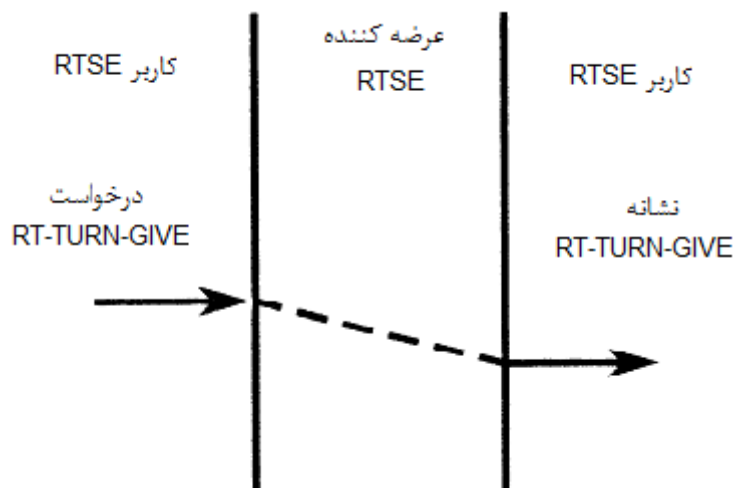 کاربر RTSE
عرضه کننده
RTSE
کاربر RTSE
درخواست
RT-TURN-GIVE
نشانه
RT-TURN-GIVE